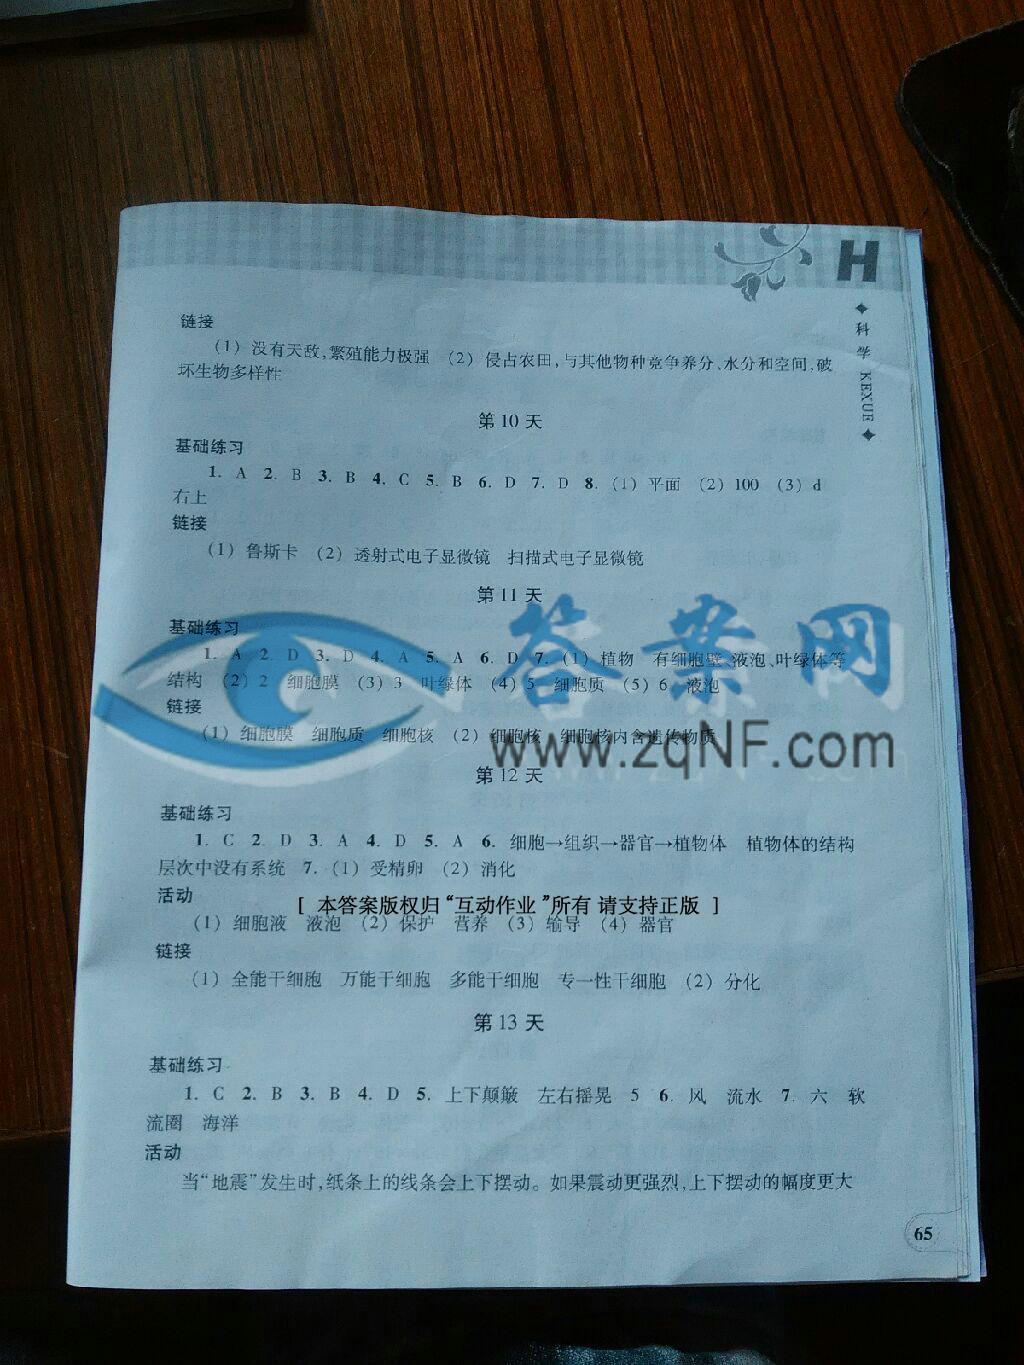 H
科学 KEXUE
链接
(1) 没有天敌,繁殖能力极强 (2) 侵占农田,与其他物种竞争养分、水分和空间,破
坏生物多样性
第 10 天
基础练习
1. A 2. B 3. B 4. C 5. B 6. D 7. D 8. (1) 平面 (2) 100 (3) d
右上
链接
(1) 鲁斯卡 (2) 透射式电子显微镜 扫描式电子显微镜
第 11 天
基础练习
1. A 2. D 3. D 4. A 5. A 6. D 7. (1) 植物 有细胞壁、液泡、叶绿体等
结构 (2) 2 细胞膜 (3) 3 叶绿体 (4) 5 细胞质 (5) 6 液泡
链接
(1) 细胞膜 细胞质 细胞核 (2) 细胞核 细胞核内含遗传物质
答案网
www.zqNF.com
第 12 天
基础练习
1. C 2. D 3. A 4. D 5. A 6. 细胞→组织→器官→植物体 植物体的结构
层次中没有系统 7. (1) 受精卵 (2) 消化
活动
[ 本答案版权归“互动作业”所有 请支持正版 ]
(1) 细胞液 液泡 (2) 保护 营养 (3) 输导 (4) 器官
链接
(1) 全能干细胞 万能干细胞 多能干细胞 专一性干细胞 (2) 分化
第 13 天
基础练习
1. C 2. B 3. B 4. D 5. 上下颠簸 左右摇晃 5 6. 风 流水 7. 六 软
流圈 海洋
活动
当“地震”发生时,纸条上的线条会上下摆动。如果震动更强烈,上下摆动的幅度更大
65